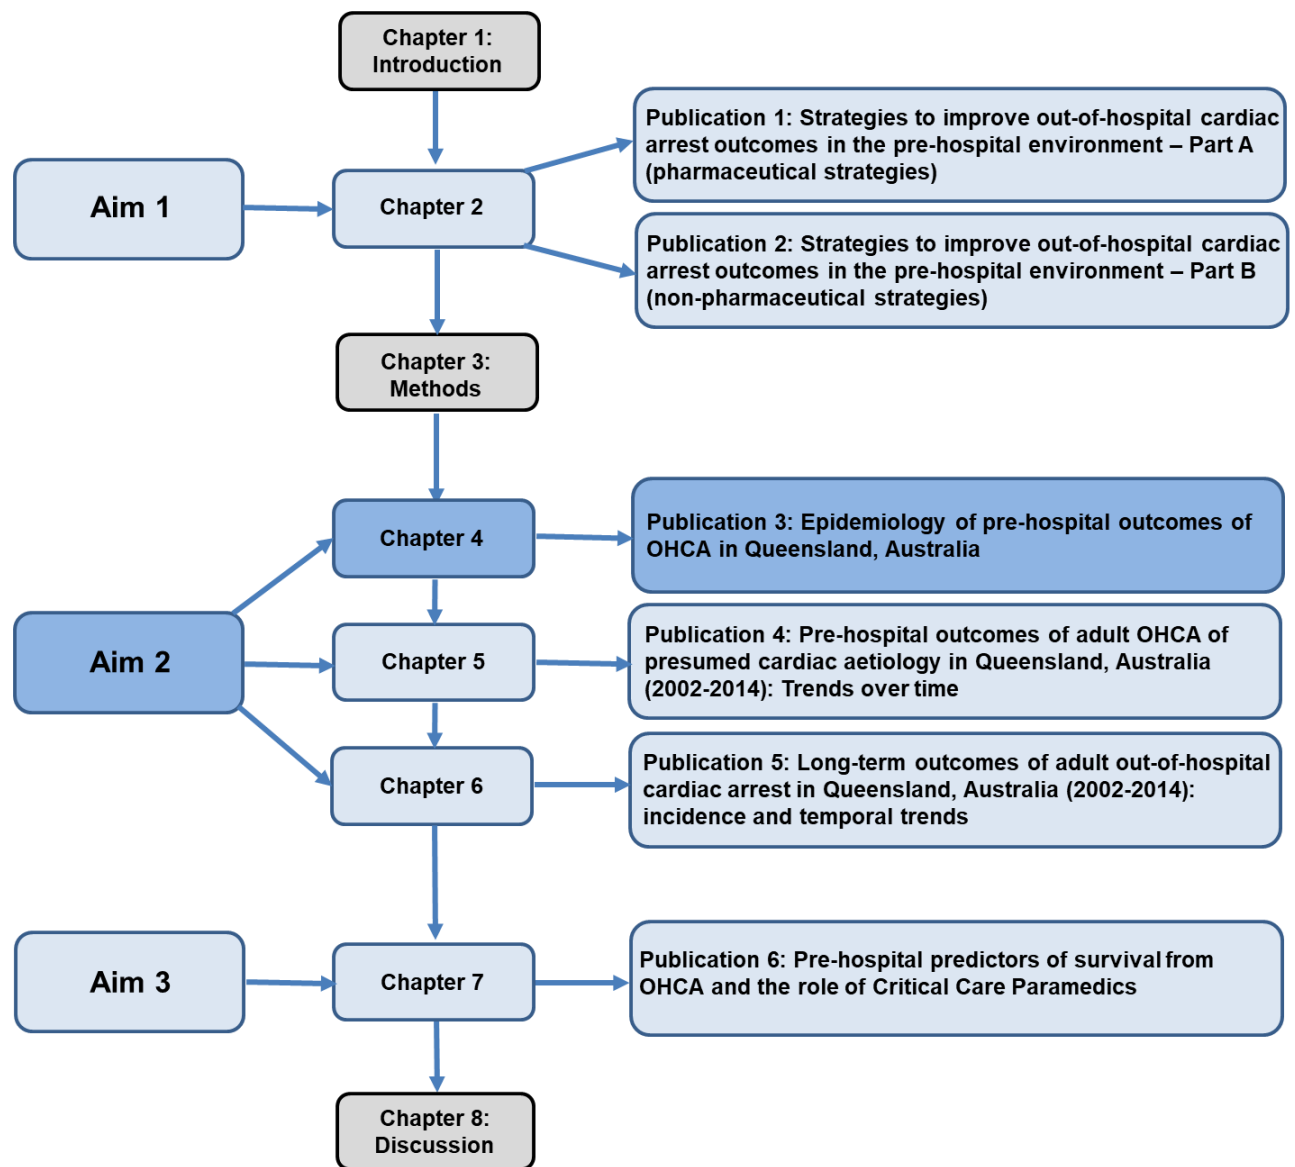 Chapter 1:
Introduction
Publication 1: Strategies to improve out-of-hospital cardiac
arrest outcomes in the pre-hospital environment – Part A
(pharmaceutical strategies)
Aim 1
Chapter 2
Publication 2: Strategies to improve out-of-hospital cardiac
arrest outcomes in the pre-hospital environment – Part B
(non-pharmaceutical strategies)
Chapter 3:
Methods
Chapter 4
Publication 3: Epidemiology of pre-hospital outcomes of
OHCA in Queensland, Australia
Aim 2
Chapter 5
Publication 4: Pre-hospital outcomes of adult OHCA of
presumed cardiac aetiology in Queensland, Australia
(2002-2014): Trends over time
Chapter 6
Publication 5: Long-term outcomes of adult out-of-hospital
cardiac arrest in Queensland, Australia (2002-2014):
incidence and temporal trends
Aim 3
Chapter 7
Publication 6: Pre-hospital predictors of survival from
OHCA and the role of Critical Care Paramedics
Chapter 8:
Discussion